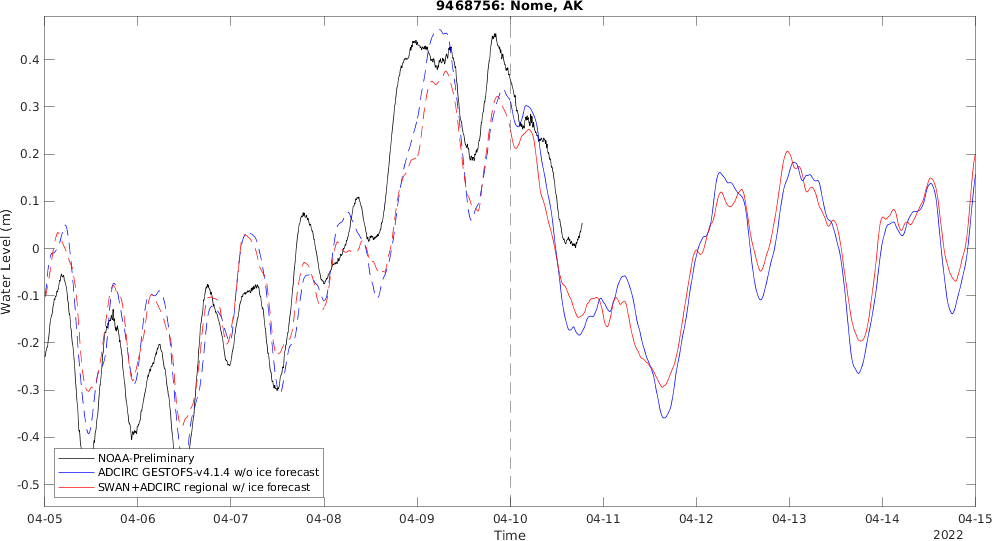 9468756: Nome, AK
Water Level (m)
0.4
0.3
0.2
0.1
0
-0.1
-0.2
-0.3
-0.4
-0.5
NOAA-Preliminary
ADCIRC GESTOFS-v4.1.4 w/o ice forecast
SWAN+ADCIRC regional w/ ice forecast
04-05 04-06 04-07 04-08 04-09 04-10 04-11 04-12 04-13 04-14 04-15
Time
2022